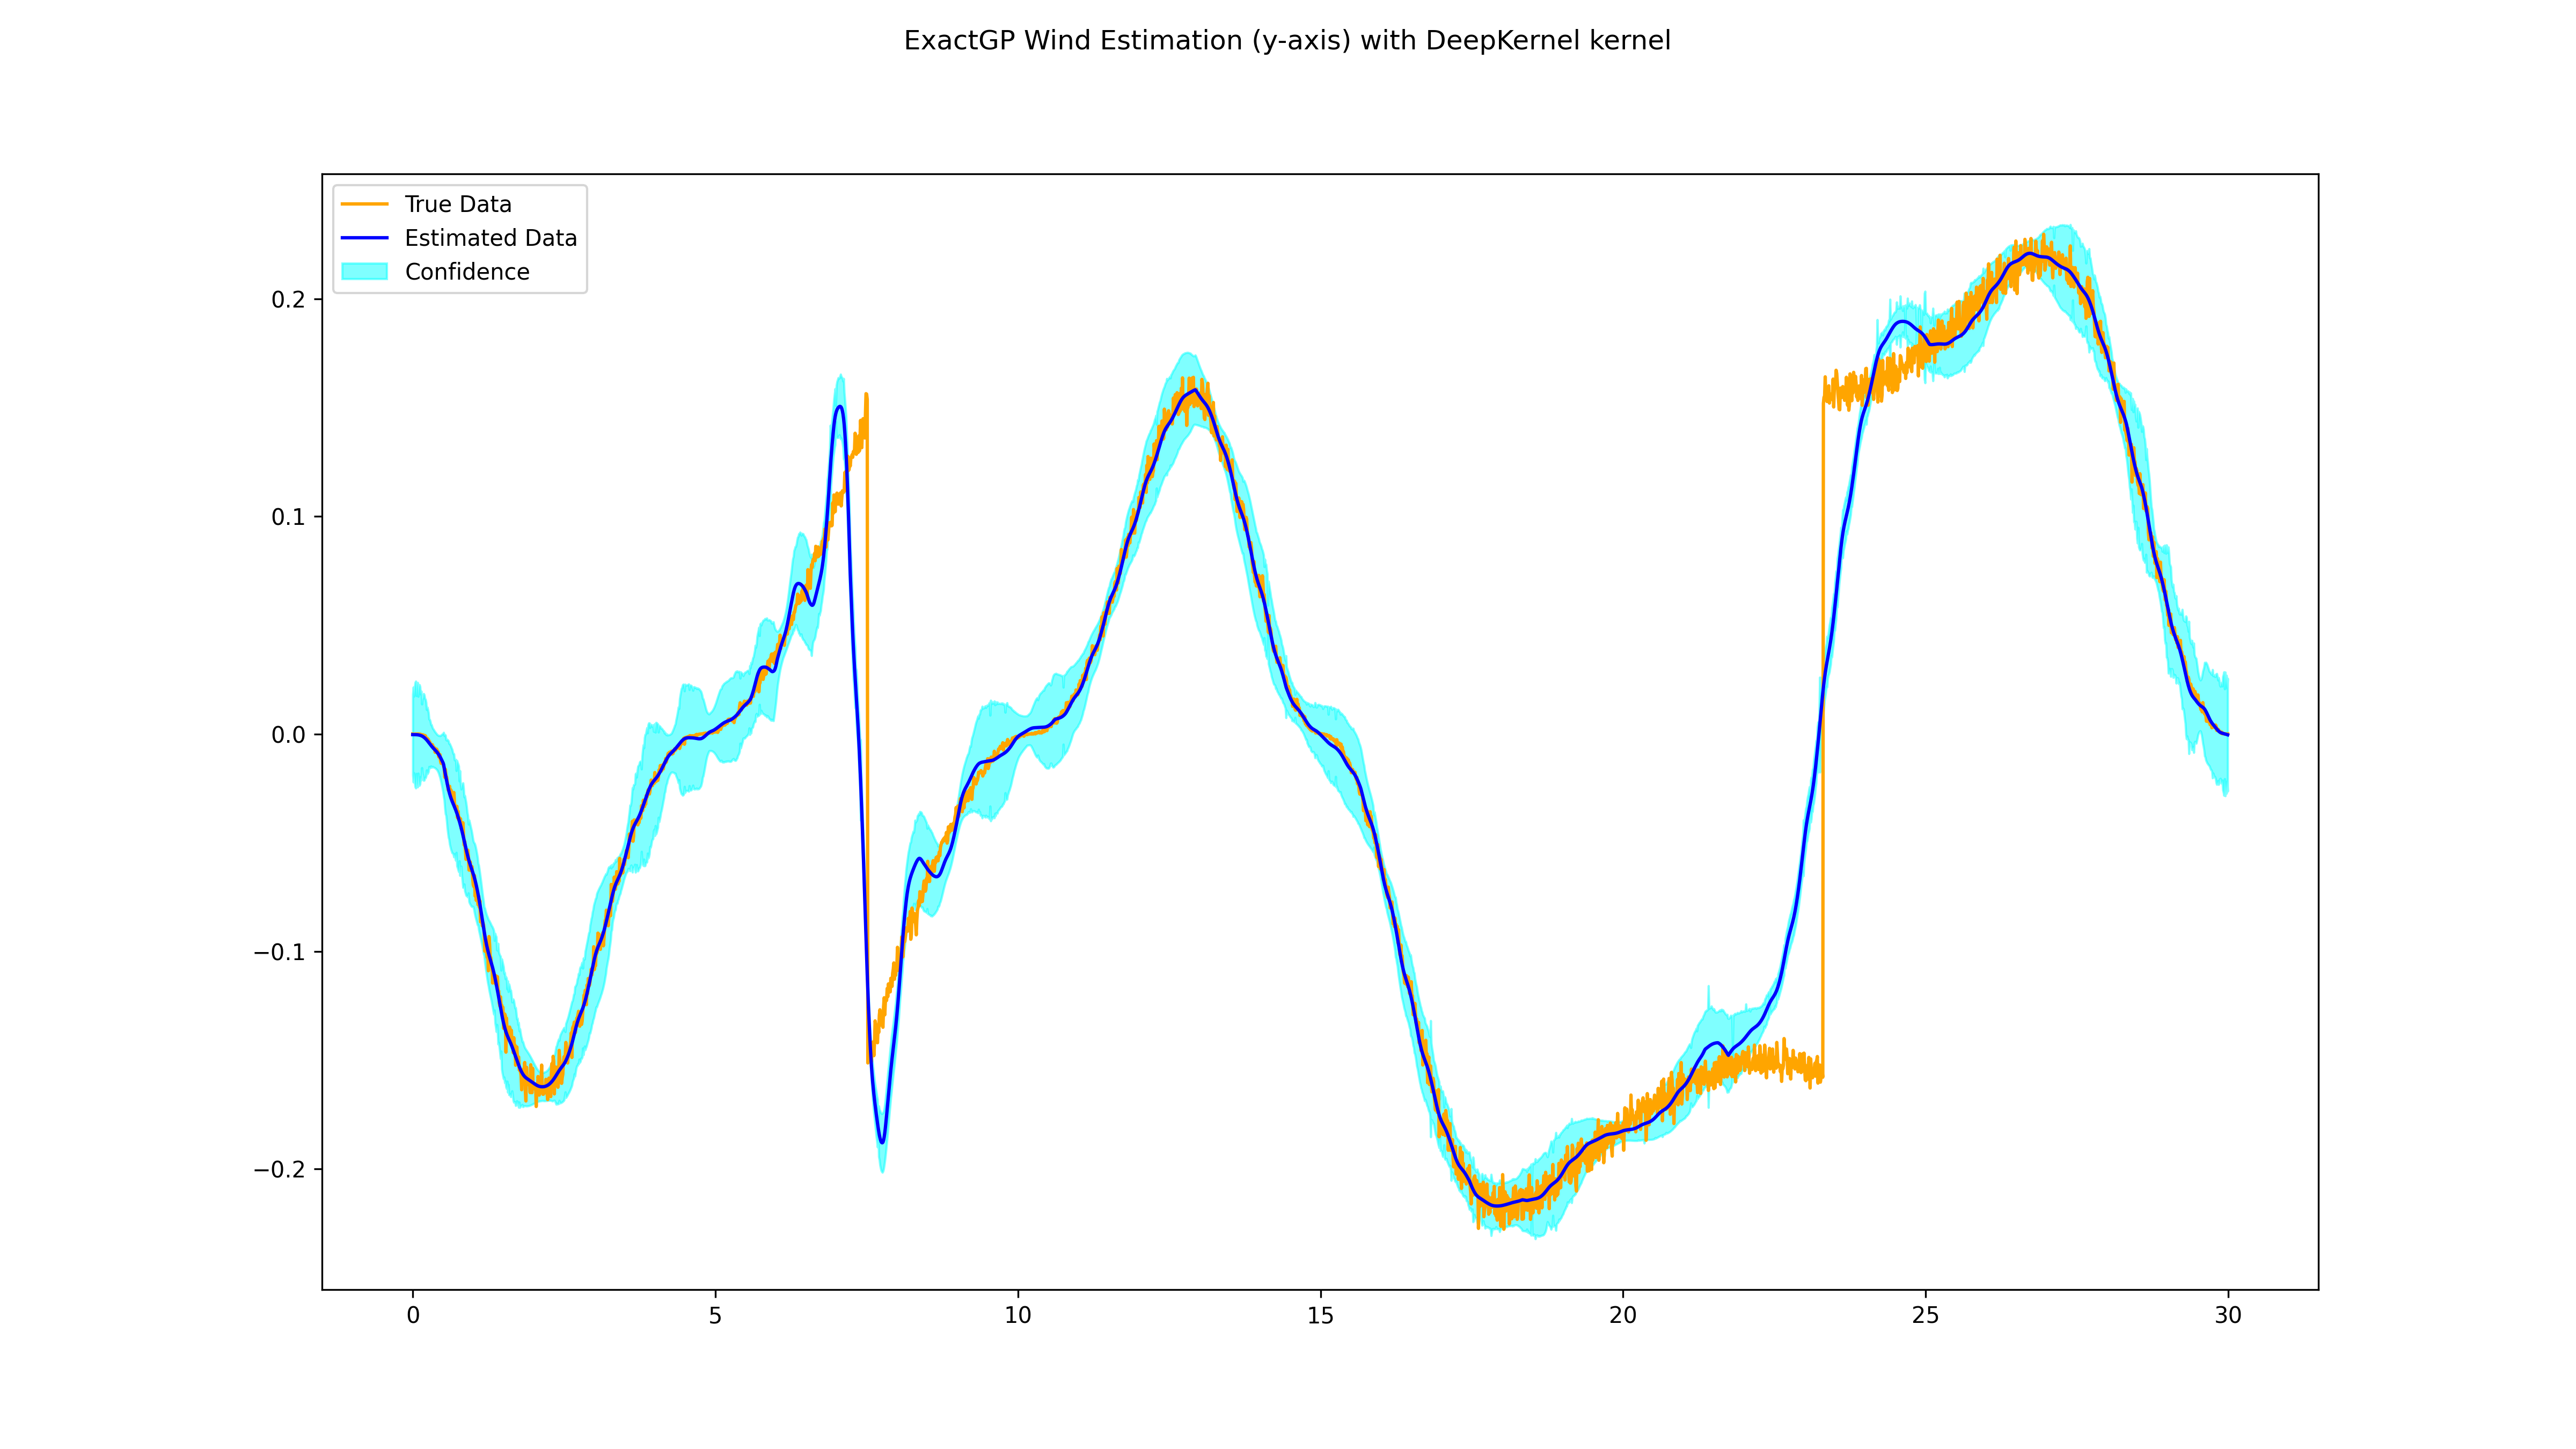 ExactGP Wind Estimation (y-axis) with DeepKernel kernel
True Data
Estimated Data
Confidence
0.2
0.1
0.0
−0.1
−0.2
0 5 10 15 20 25 30